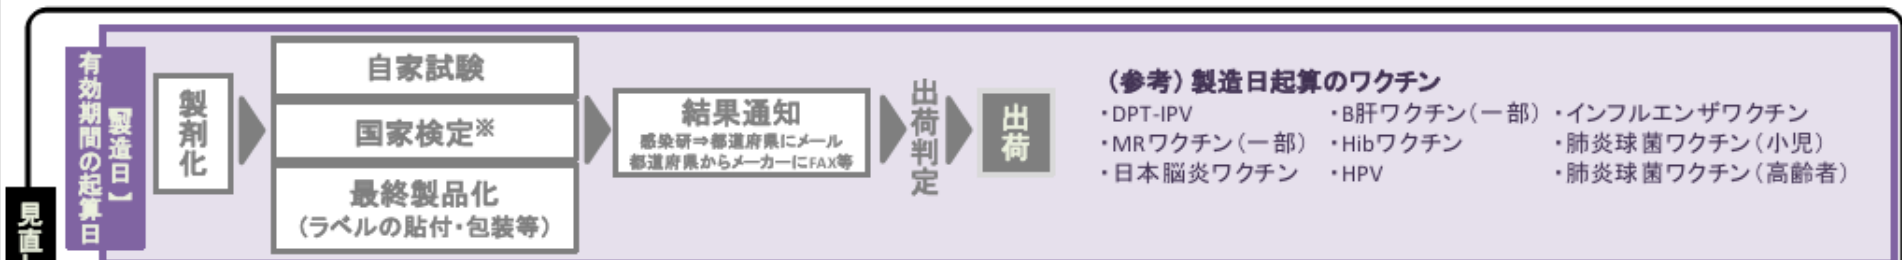 見直し
【製造日】
有効期間の起算日
製剤化
自家試験
国家検定※
最終製品化
（ラベルの貼付・包装等）
結果通知
感染研⇒都道府県にメール
都道府県からメーカーにFAX等
出荷判定
出荷
（参考）製造日起算のワクチン
・DPT-IPV ・B肝ワクチン（一部） ・インフルエンザワクチン
・MRワクチン（一部） ・Hibワクチン ・肺炎球菌ワクチン（小児）
・日本脳炎ワクチン ・HPV ・肺炎球菌ワクチン（高齢者）